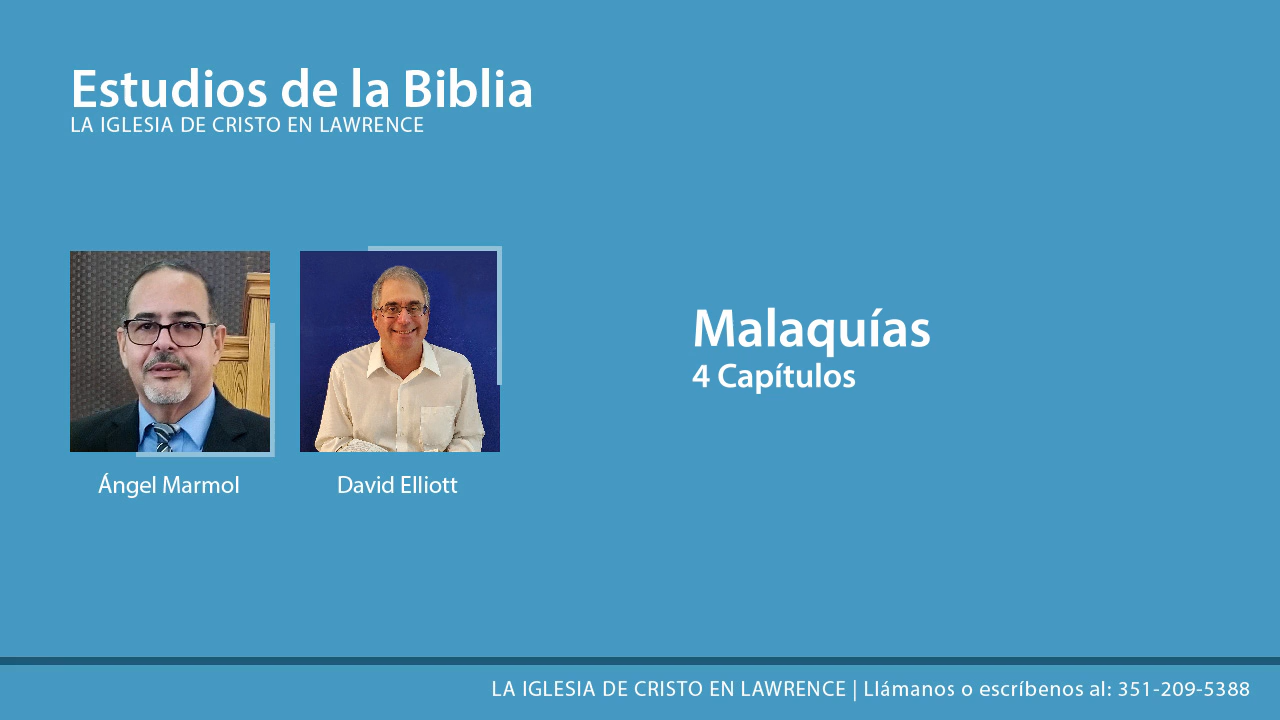 Estudios de la Biblia
LA IGLESIA DE CRISTO EN LAWRENCE
Ángel Marmol
David Elliott
Malaquías
4 Capítulos
LA IGLESIA DE CRISTO EN LAWRENCE | Llámanos o escríbenos al: 351-209-5388